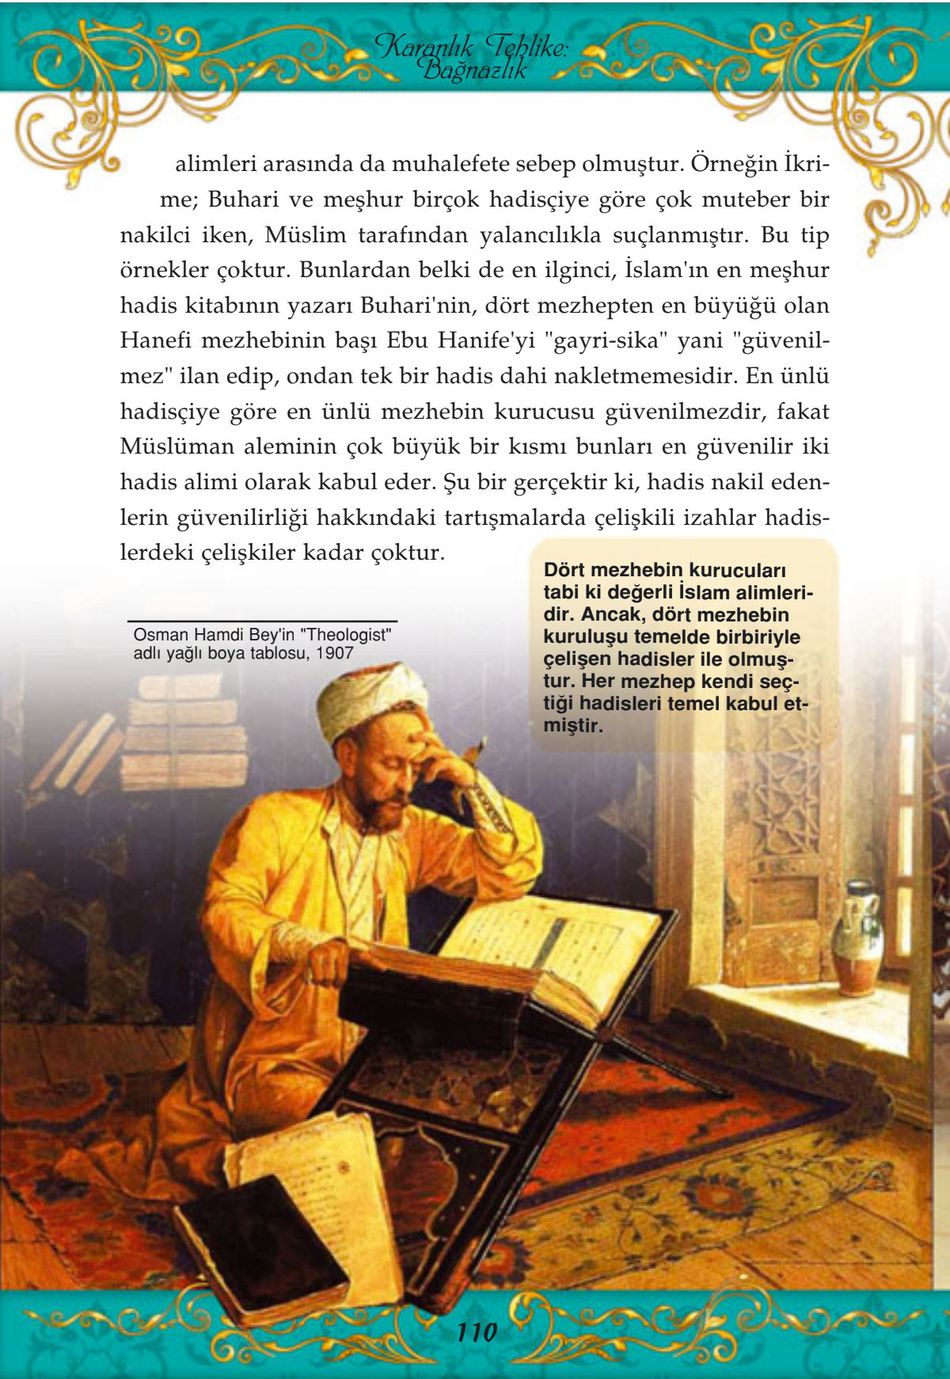 Karanlık Tehlike:
Bağnazlık
alimleri arasında da muhalefete sebep olmuştur. Örneğin İkri-
me; Buhari ve meşhur birçok hadisçiye göre çok muteber bir
nakilci iken, Müslim tarafından yalancılıkla suçlanmıştır. Bu tip
örnekler çoktur. Bunlardan belki de en ilginci, İslam'ın en meşhur
hadis kitabının yazarı Buhari'nin, dört mezhepten en büyüğü olan
Hanefi mezhebinin başı Ebu Hanife'yi "gayri-sika" yani "güvenil-
mez" ilan edip, ondan tek bir hadis dahi nakletmemesidir. En ünlü
hadisçiye göre en ünlü mezhebin kurucusu güvenilmezdir, fakat
Müslüman aleminin çok büyük bir kısmı bunları en güvenilir iki
hadis alimi olarak kabul eder. Şu bir gerçektir ki, hadis nakil eden-
lerin güvenilirliği hakkındaki tartışmalarda çelişkili izahlar hadis-
lerdeki çelişkiler kadar çoktur.
Dört mezhebin kurucuları
tabi ki değerli İslam alimleri-
dir. Ancak, dört mezhebin
kuruluşu temelde birbiriyle
çelişen hadisler ile olmuş-
tur. Her mezhep kendi seç-
tiği hadisleri temel kabul et-
miştir.
Osman Hamdi Bey'in "Theologist"
adlı yağlı boya tablosu, 1907
110